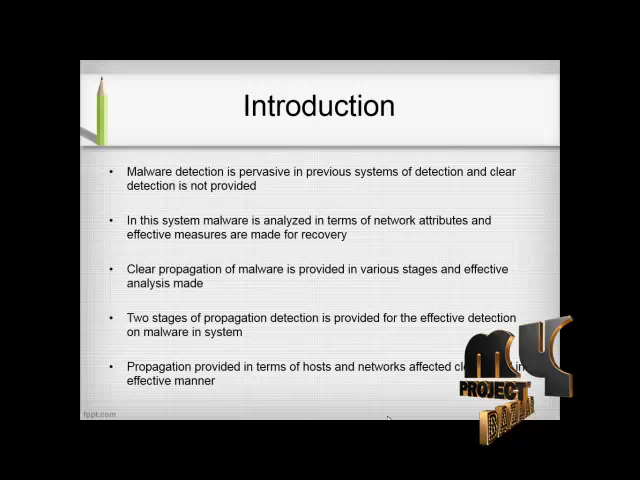 Introduction
• Malware detection is pervasive in previous systems of detection and clear
detection is not provided
• In this system malware is analyzed in terms of network attributes and
effective measures are made for recovery
• Clear propagation of malware is provided in various stages and effective
analysis made
• Two stages of propagation detection is provided for the effective detection
on malware in system
• Propagation provided in terms of hosts and networks affected in
effective manner
fppt.com
MY
PROJECT
BAZAAR